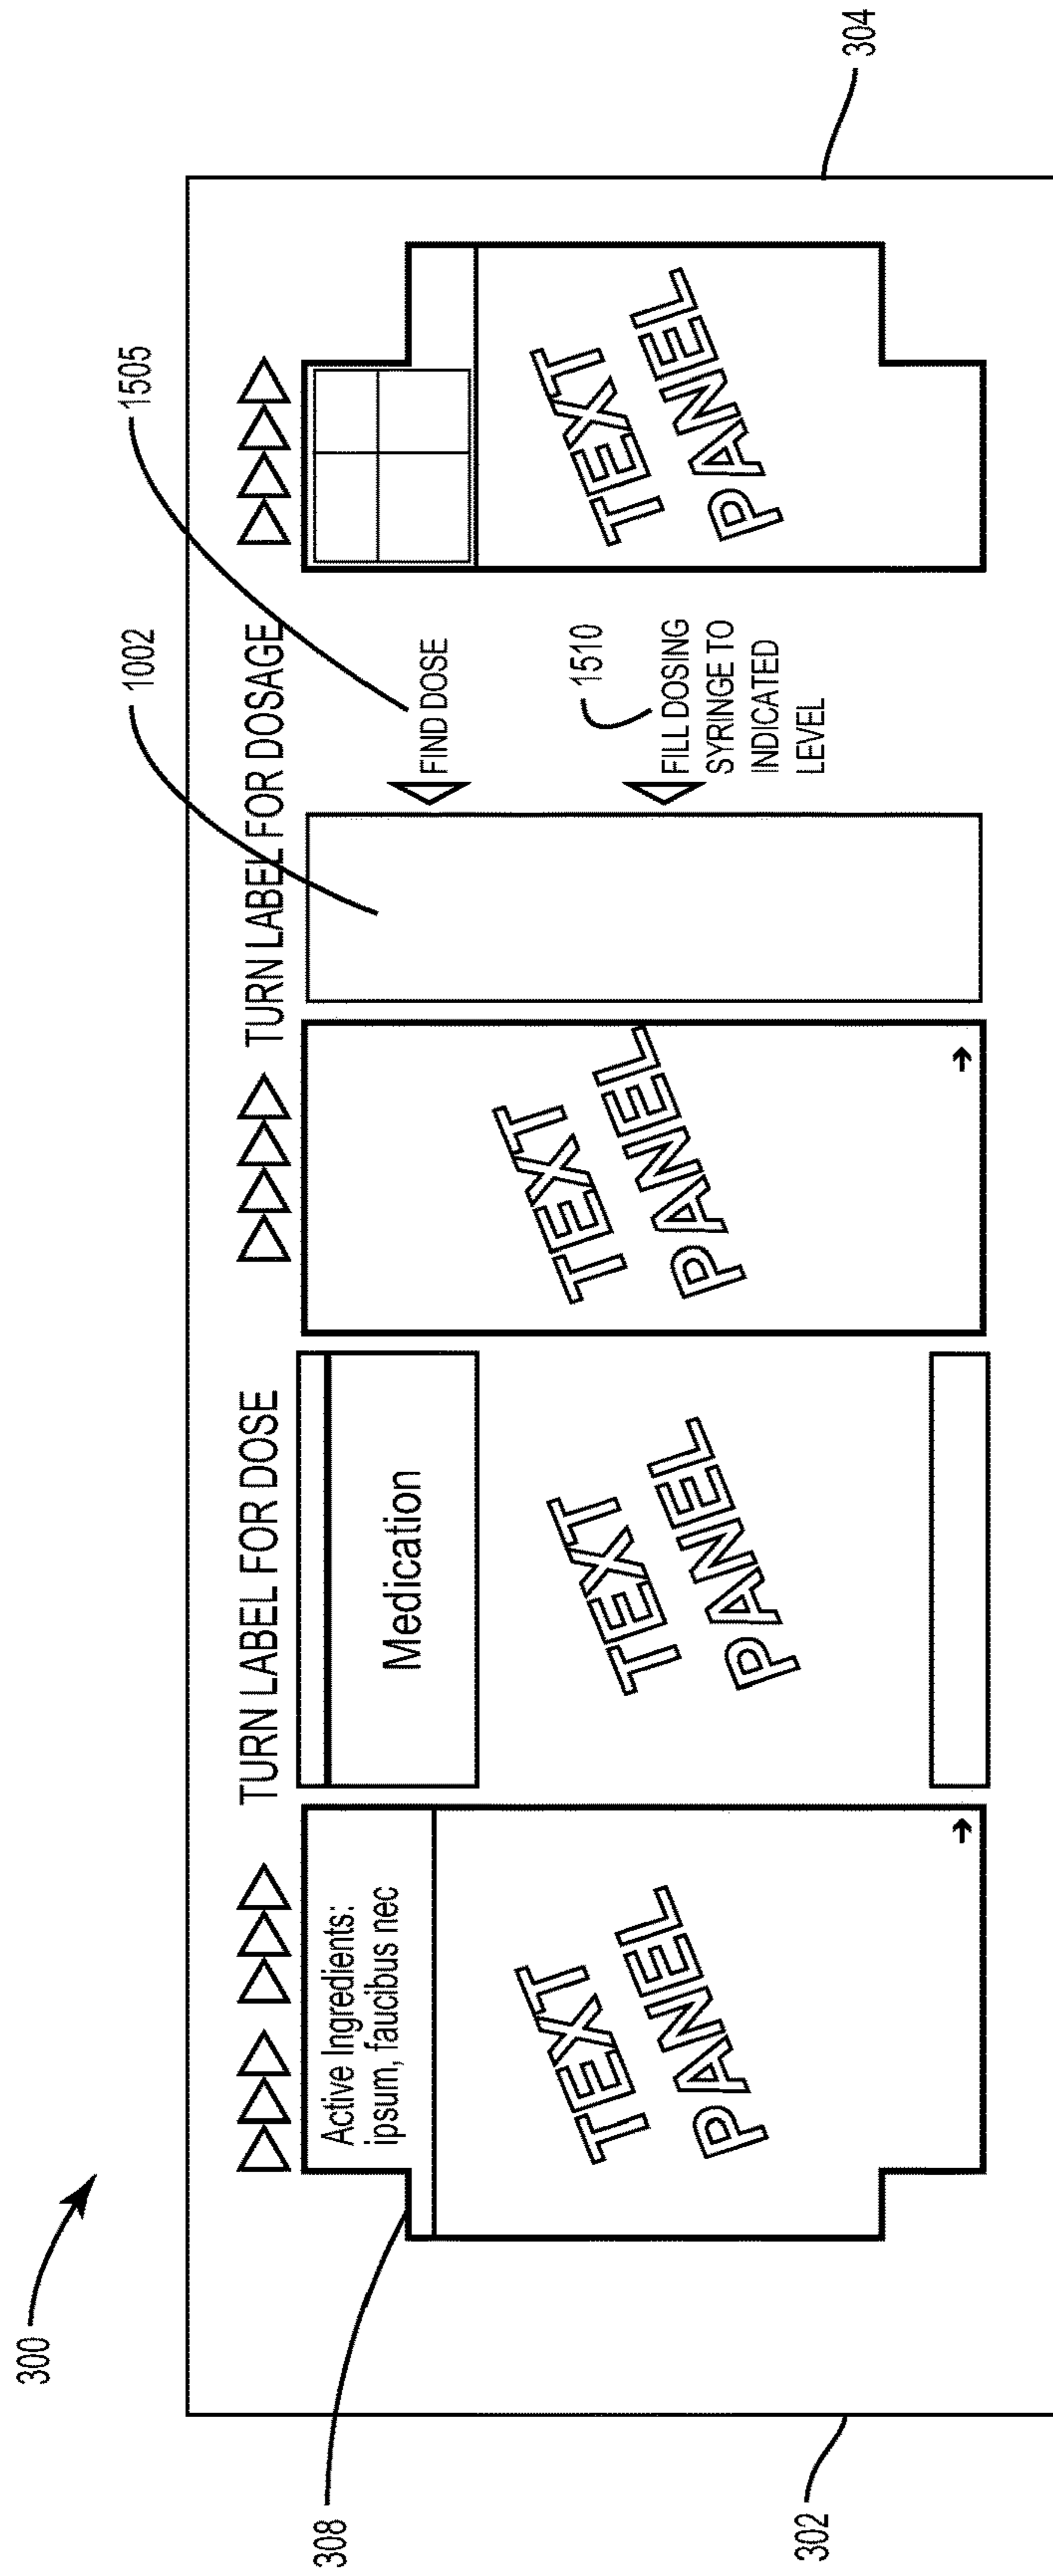 300
1002
1505
304
TURN LABEL FOR DOSE
TURN LABEL FOR DOSAGE
308
Active Ingredients:
ipsum, faucibus nec
TEXT
PANEL
Medication
TEXT
PANEL
TEXT
PANEL
FIND DOSE
1510
FILL DOSING
SYRINGE TO
INDICATED
LEVEL
TEXT
PANEL
302